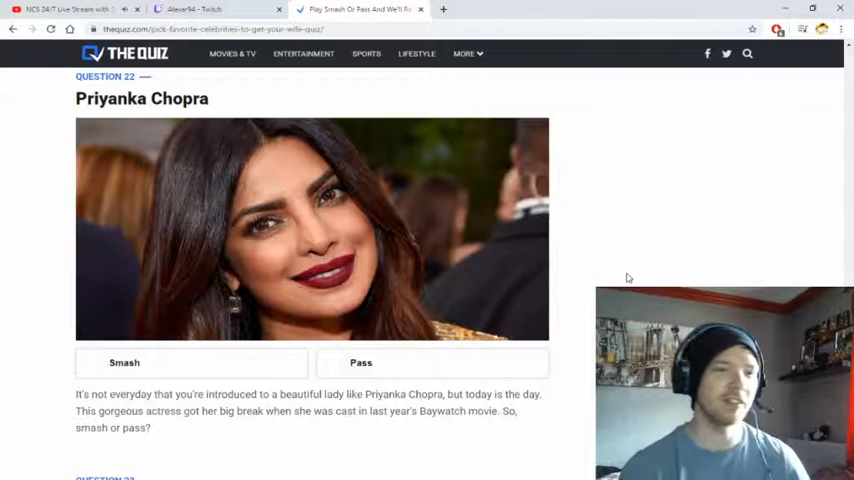 NCS 24/7 Live Stream with S
Alevar94 - Twitch
Play Smash Or Pass And We'll Re
thequiz.com/pick-favorite-celebrities-to-get-your-wife-quiz/
THEQUIZ
MOVIES & TV
ENTERTAINMENT
SPORTS
LIFESTYLE
MORE
QUESTION 22
Priyanka Chopra
Smash
Pass
It's not everyday that you're introduced to a beautiful lady like Priyanka Chopra, but today is the day.
This gorgeous actress got her big break when she was cast in last year's Baywatch movie. So,
smash or pass?
QUESTION 23